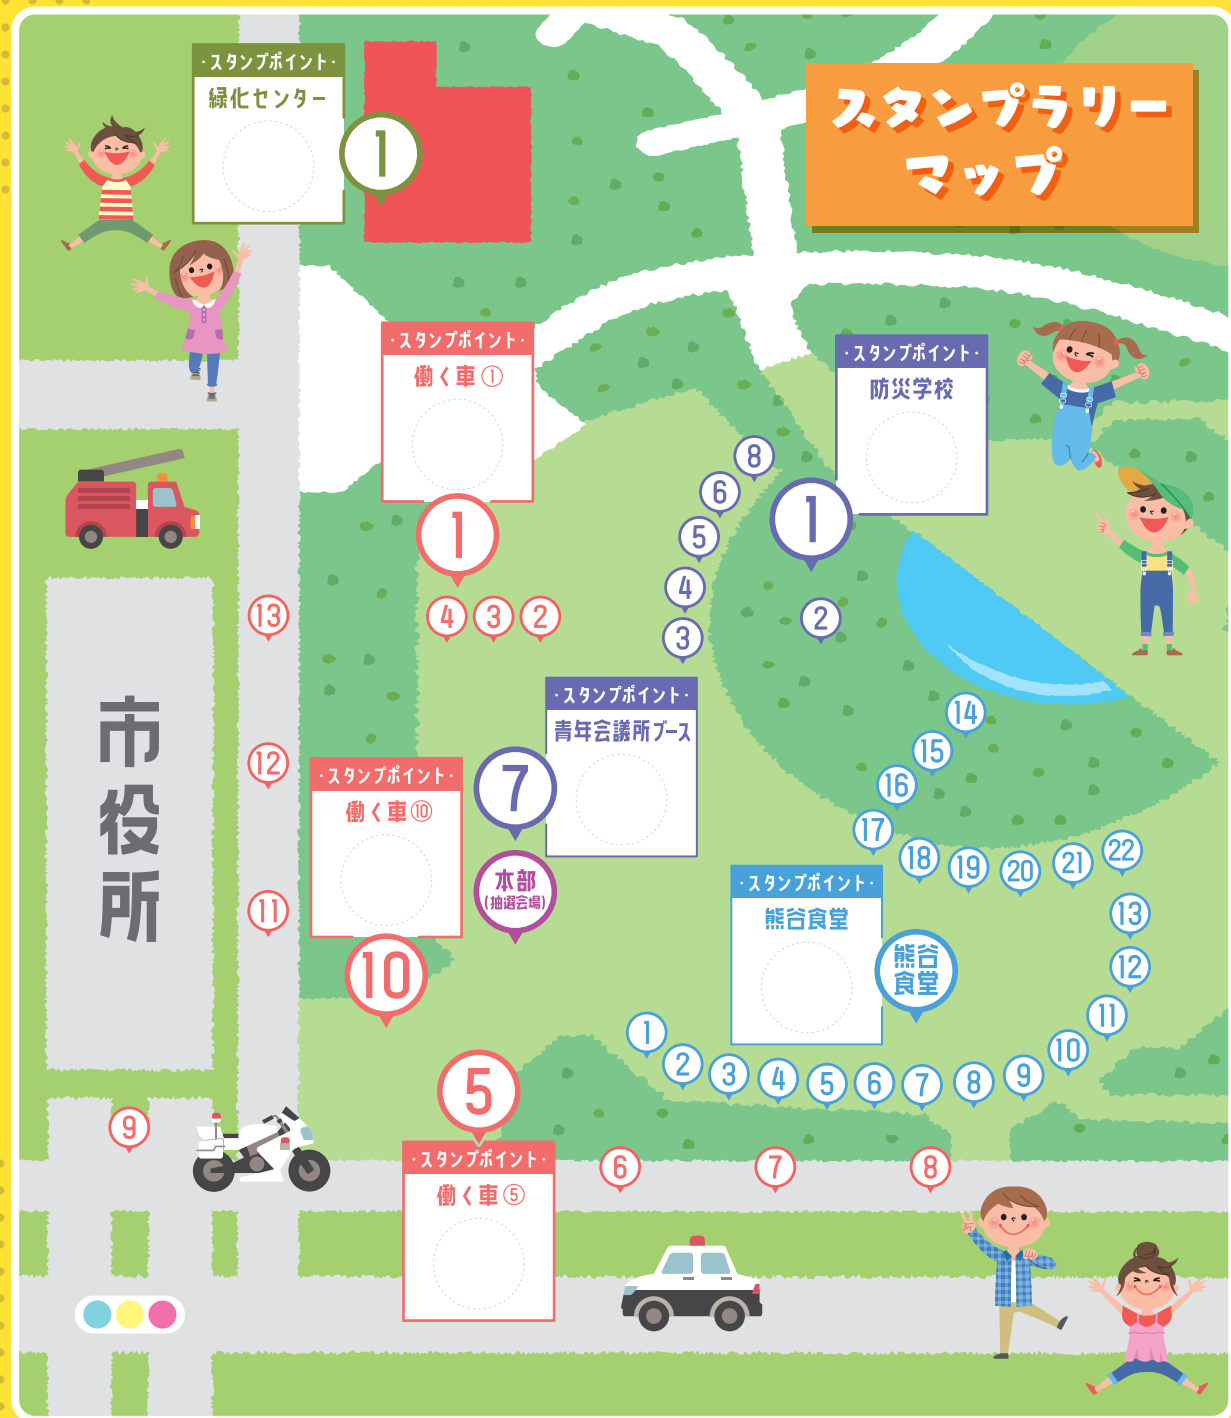 スタンプラリー
マップ
・スタンプポイント・
緑化センター
1
・スタンプポイント・
働く車①
1
・スタンプポイント・
防災学校
1
8
6
5
4
3
2
4
3
2
13
12
11
市役所
・スタンプポイント・
青年会議所ブース
7
・スタンプポイント・
働く車⑩
10
本部
(抽選会場)
14
15
16
17
18
19
20
21
22
13
12
11
10
9
8
7
6
5
4
3
2
1
・スタンプポイント・
熊谷食堂
熊谷
食堂
5
・スタンプポイント・
働く車⑤
9
6
7
8